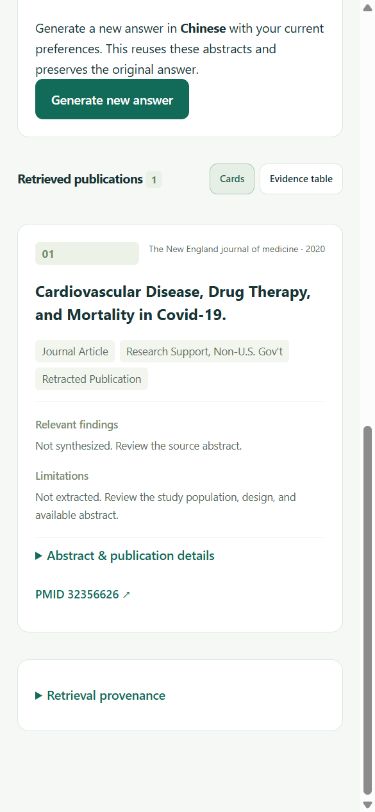 Generate a new answer in Chinese with your current
preferences. This reuses these abstracts and
preserves the original answer.
Generate new answer
Retrieved publications 1
Cards
Evidence table
01
The New England journal of medicine · 2020
Cardiovascular Disease, Drug Therapy,
and Mortality in Covid-19.
Journal Article
Research Support, Non-U.S. Gov't
Retracted Publication
Relevant findings
Not synthesized. Review the source abstract.
Limitations
Not extracted. Review the study population, design, and
available abstract.
▶ Abstract & publication details
PMID 32356626 ↗
▶ Retrieval provenance